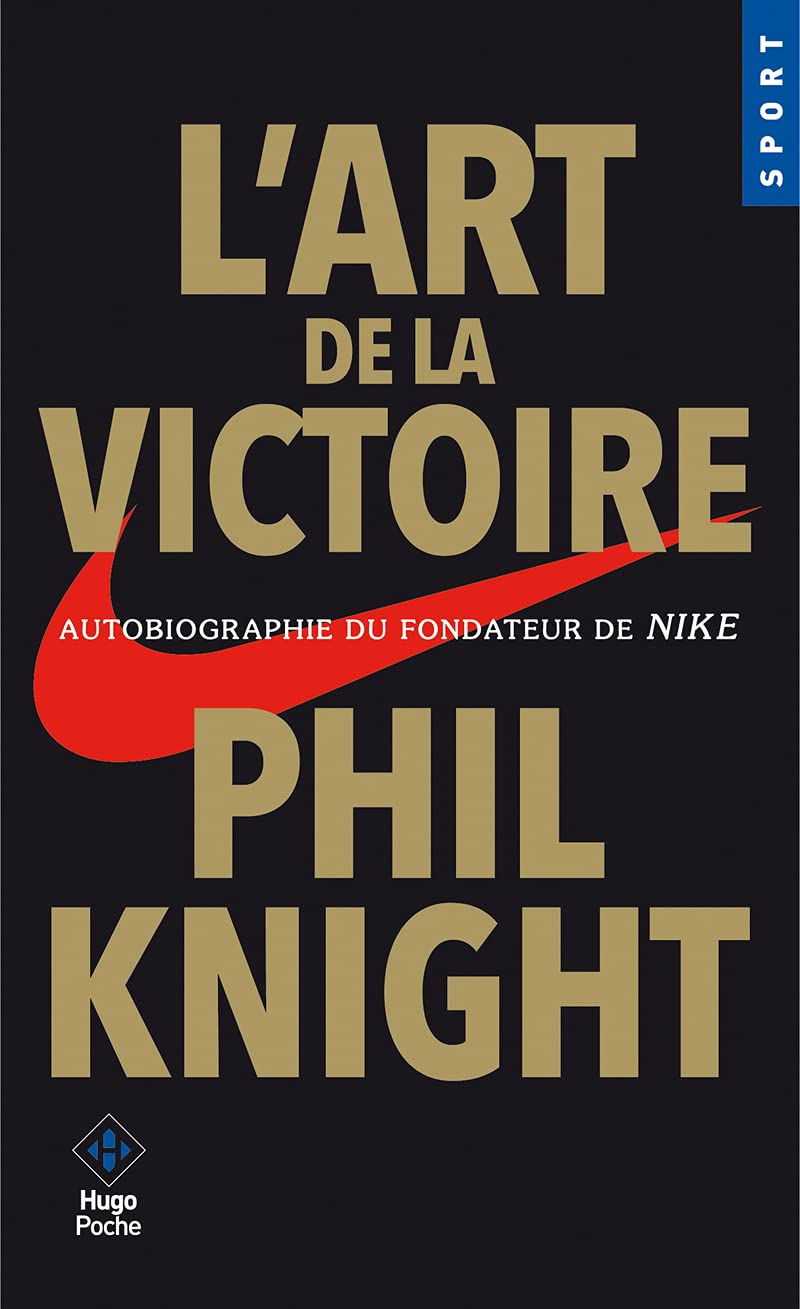 SPORT
L'ART
DE LA
VICTOIRE
AUTOBIOGRAPHIE DU FONDATEUR DE NIKE
PHIL
KNIGHT
H
Hugo
Poche